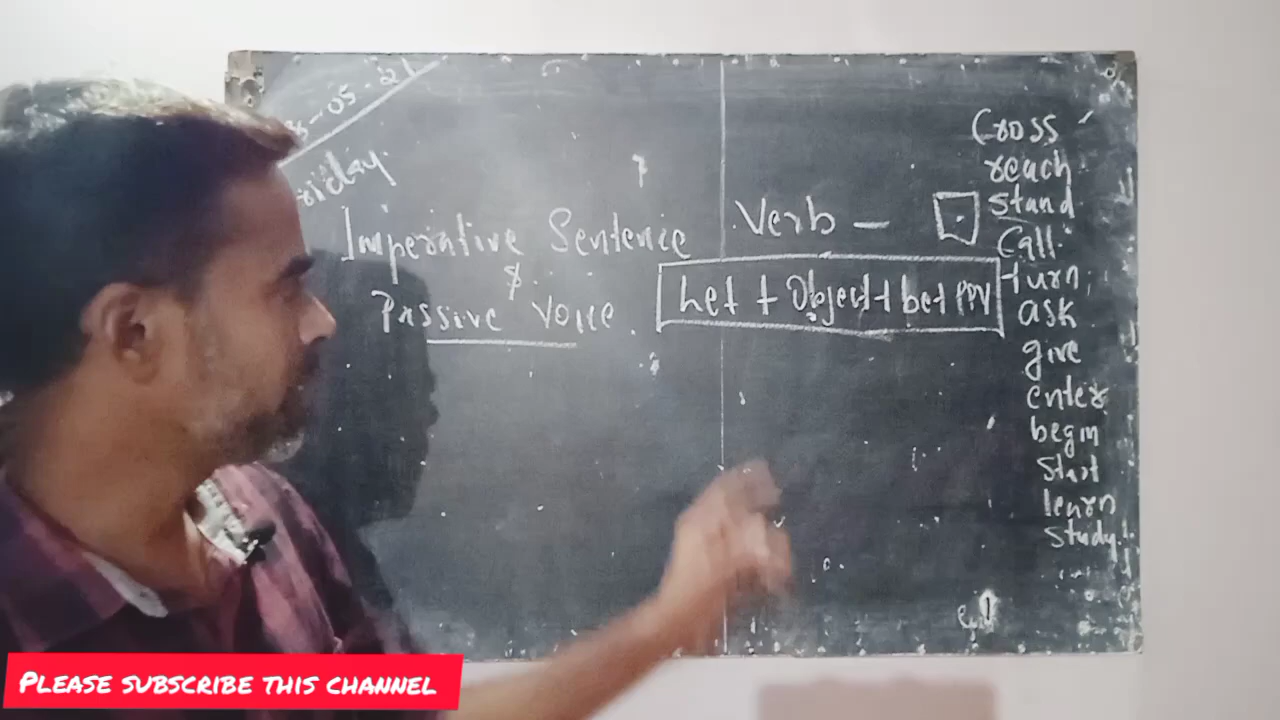 -05-21
Imperative Sentence
&
Passive Voice.
Verb –
Let + Object + be + PPV
Cross
reach
Stand
Call
turn,
ask
give
enter
begin
Start
learn
Study
PLEASE SUBSCRIBE THIS CHANNEL